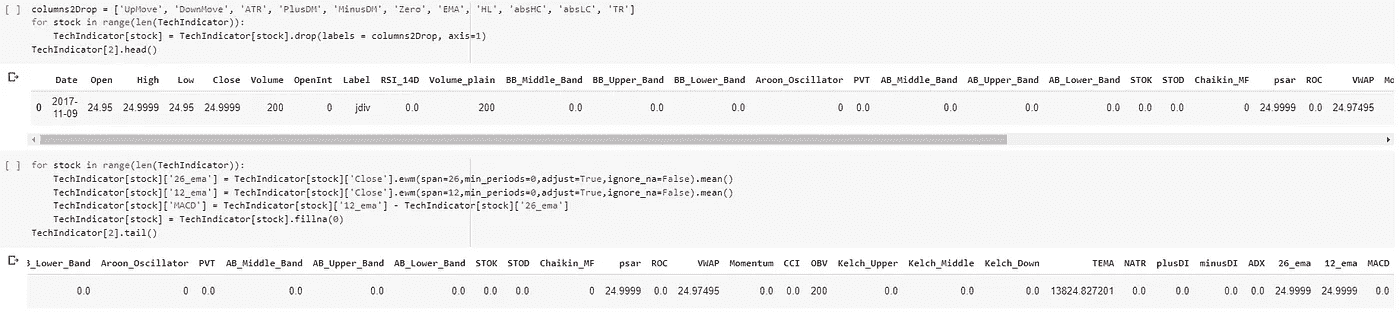 [ ] columns2Drop = ['UpMove', 'DownMove', 'ATR', 'PlusDM', 'MinusDM', 'Zero', 'EMA', 'HL', 'absHC', 'absLC', 'TR']
for stock in range(len(TechIndicator)):
TechIndicator[stock] = TechIndicator[stock].drop(labels = columns2Drop, axis=1)
TechIndicator[2].head()
Date Open High Low Close Volume OpenInt Label RSI_14D Volume_plain BB_Middle_Band BB_Upper_Band BB_Lower_Band Aroon_Oscillator PVT AB_Middle_Band AB_Upper_Band AB_Lower_Band STOK STOD Chaikin_MF psar ROC VWAP Mo
0 2017-11-09 24.95 24.9999 24.95 24.9999 200 0 jdiv 0.0 200 0.0 0.0 0.0 0 0.0 0.0 0.0 0.0 0.0 0.0 0 24.9999 0.0 24.97495
[ ] for stock in range(len(TechIndicator)):
TechIndicator[stock]['26_ema'] = TechIndicator[stock]['Close'].ewm(span=26,min_periods=0,adjust=True,ignore_na=False).mean()
TechIndicator[stock]['12_ema'] = TechIndicator[stock]['Close'].ewm(span=12,min_periods=0,adjust=True,ignore_na=False).mean()
TechIndicator[stock]['MACD'] = TechIndicator[stock]['12_ema'] - TechIndicator[stock]['26_ema']
TechIndicator[stock] = TechIndicator[stock].fillna(0)
TechIndicator[2].tail()
B_Lower_Band Aroon_Oscillator PVT AB_Middle_Band AB_Upper_Band AB_Lower_Band STOK STOD Chaikin_MF psar ROC VWAP Momentum CCI OBV Kelch_Upper Kelch_Middle Kelch_Down TEMA NATR plusDI minusDI ADX 26_ema 12_ema MACD
0.0 0 0.0 0.0 0.0 0.0 0.0 0.0 0 24.9999 0.0 24.97495 0.0 0.0 200 0.0 0.0 0.0 13824.827201 0.0 0.0 0.0 0.0 24.9999 24.9999 0.0